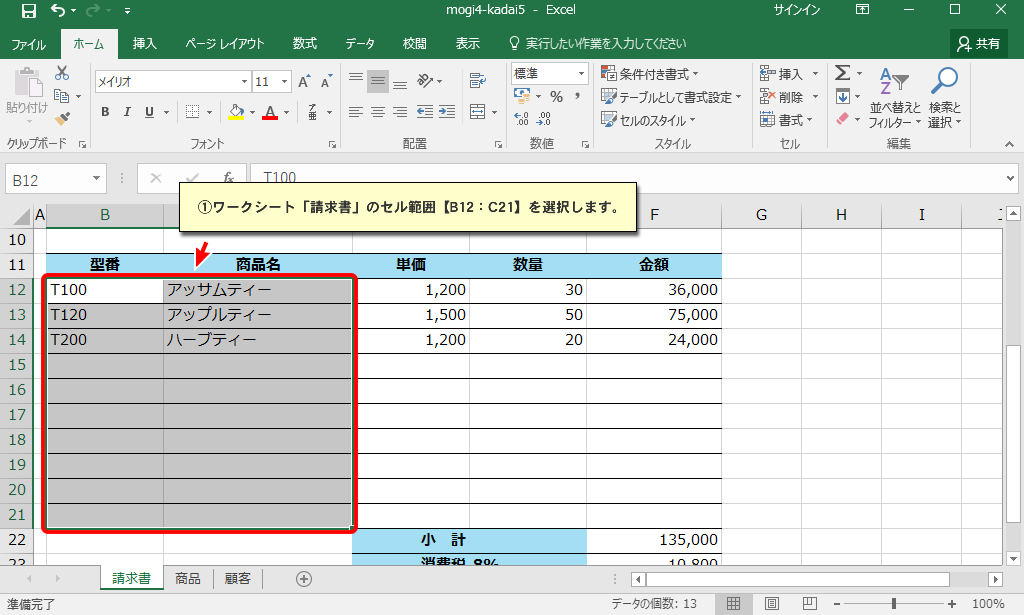 mogi4-kadai5 - Excel サインイン
ファイル ホーム 挿入 ページ レイアウト 数式 データ 校閲 表示 実行したい作業を入力してください 共有
貼り付け
クリップボード
メイリオ 11
B I U
フォント
配置
標準
% ,
数値
条件付き書式
テーブルとして書式設定
セルのスタイル
スタイル
挿入
削除
書式
セル
並べ替えと
フィルター
検索と
選択
編集
B12 fx T100
①ワークシート「請求書」のセル範囲【B12：C21】を選択します。
A B F G H I
10
11 型番 商品名 単価 数量 金額
12 T100 アッサムティー 1,200 30 36,000
13 T120 アップルティー 1,500 50 75,000
14 T200 ハーブティー 1,200 20 24,000
15
16
17
18
19
20
21
22 小 計 135,000
23 消費税 8% 10,800
請求書 商品 顧客
準備完了 データの個数: 13 100%